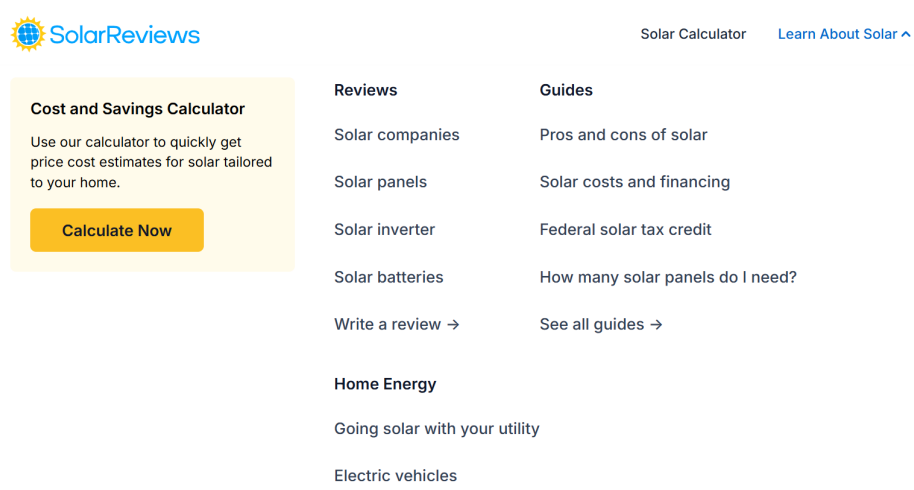 SolarReviews
Solar Calculator
Learn About Solar
Cost and Savings Calculator
Use our calculator to quickly get
price cost estimates for solar tailored
to your home.
Calculate Now
Reviews
Solar companies
Solar panels
Solar inverter
Solar batteries
Write a review →
Guides
Pros and cons of solar
Solar costs and financing
Federal solar tax credit
How many solar panels do I need?
See all guides →
Home Energy
Going solar with your utility
Electric vehicles